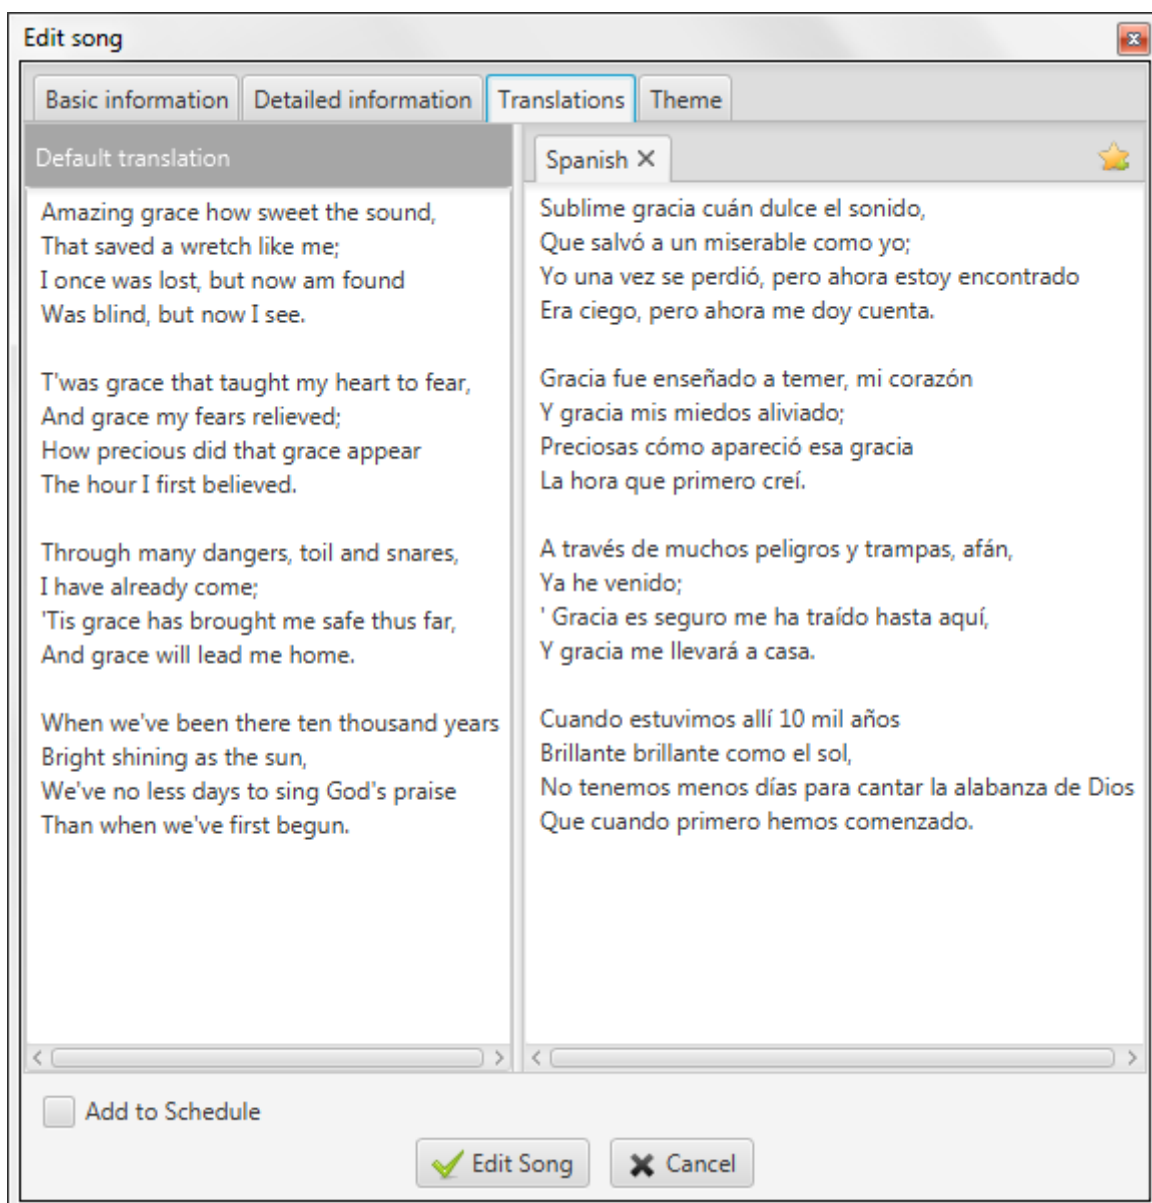 Edit song
Basic information
Detailed information
Translations
Theme
Default translation
Amazing grace how sweet the sound,
That saved a wretch like me;
I once was lost, but now am found
Was blind, but now I see.
T'was grace that taught my heart to fear,
And grace my fears relieved;
How precious did that grace appear
The hour I first believed.
Through many dangers, toil and snares,
I have already come;
'Tis grace has brought me safe thus far,
And grace will lead me home.
When we've been there ten thousand years
Bright shining as the sun,
We've no less days to sing God's praise
Than when we've first begun.
Spanish
Sublime gracia cuán dulce el sonido,
Que salvó a un miserable como yo;
Yo una vez se perdió, pero ahora estoy encontrado
Era ciego, pero ahora me doy cuenta.
Gracia fue enseñado a temer, mi corazón
Y gracia mis miedos aliviado;
Preciosas cómo apareció esa gracia
La hora que primero creí.
A través de muchos peligros y trampas, afán,
Ya he venido;
' Gracia es seguro me ha traído hasta aquí,
Y gracia me llevará a casa.
Cuando estuvimos allí 10 mil años
Brillante brillante como el sol,
No tenemos menos días para cantar la alabanza de Dios
Que cuando primero hemos comenzado.
Add to Schedule
Edit Song
Cancel